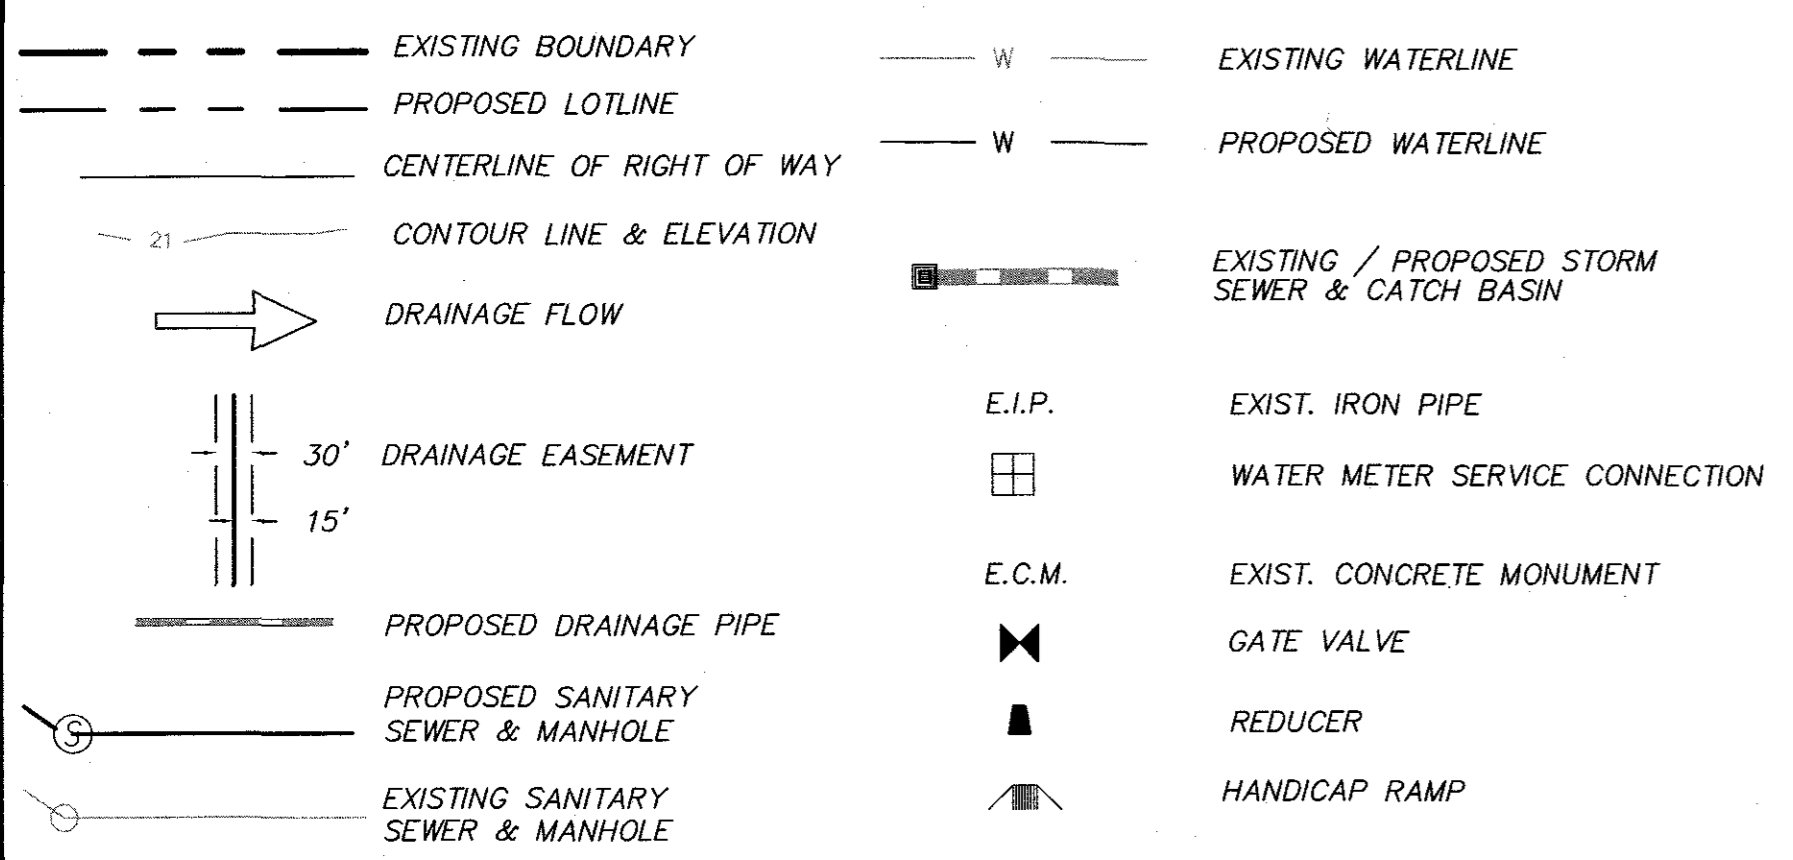 EXISTING BOUNDARY
PROPOSED LOTLINE
CENTERLINE OF RIGHT OF WAY
21 CONTOUR LINE & ELEVATION
DRAINAGE FLOW
30' DRAINAGE EASEMENT
15'
PROPOSED DRAINAGE PIPE
S PROPOSED SANITARY
SEWER & MANHOLE
EXISTING SANITARY
SEWER & MANHOLE
W EXISTING WATERLINE
W PROPOSED WATERLINE
EXISTING / PROPOSED STORM
SEWER & CATCH BASIN
E.I.P. EXIST. IRON PIPE
WATER METER SERVICE CONNECTION
E.C.M. EXIST. CONCRETE MONUMENT
GATE VALVE
REDUCER
HANDICAP RAMP